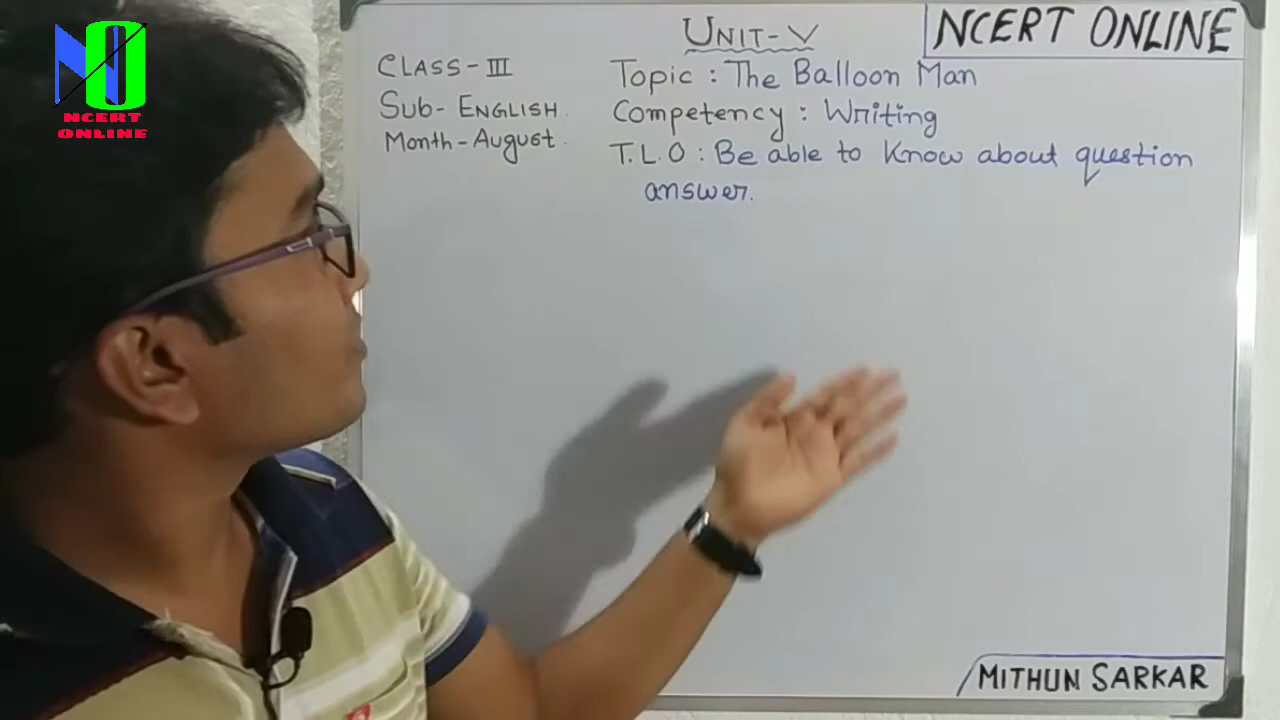 NCERT
ONLINE
UNIT-V
NCERT ONLINE
CLASS-III
Sub- ENGLISH.
Month-August.
Topic : The Balloon Man
Competency : Writing
T.L.O : Be able to know about question
answer.
MITHUN SARKAR